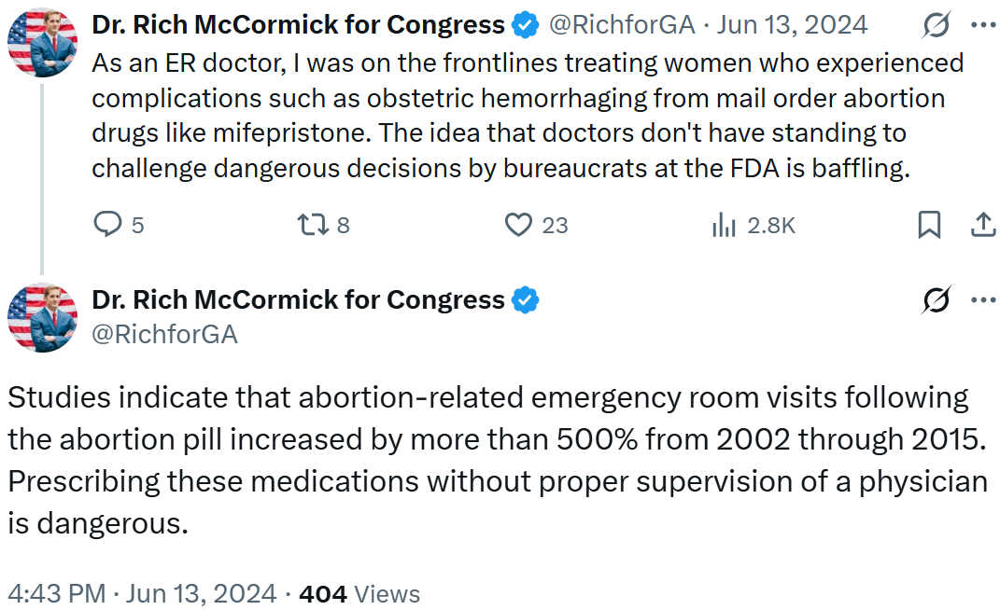 Dr. Rich McCormick for Congress @RichforGA · Jun 13, 2024
As an ER doctor, I was on the frontlines treating women who experienced
complications such as obstetric hemorrhaging from mail order abortion
drugs like mifepristone. The idea that doctors don't have standing to
challenge dangerous decisions by bureaucrats at the FDA is baffling.
5 8 23 2.8K
Dr. Rich McCormick for Congress
@RichforGA
Studies indicate that abortion-related emergency room visits following
the abortion pill increased by more than 500% from 2002 through 2015.
Prescribing these medications without proper supervision of a physician
is dangerous.
4:43 PM · Jun 13, 2024 · 404 Views